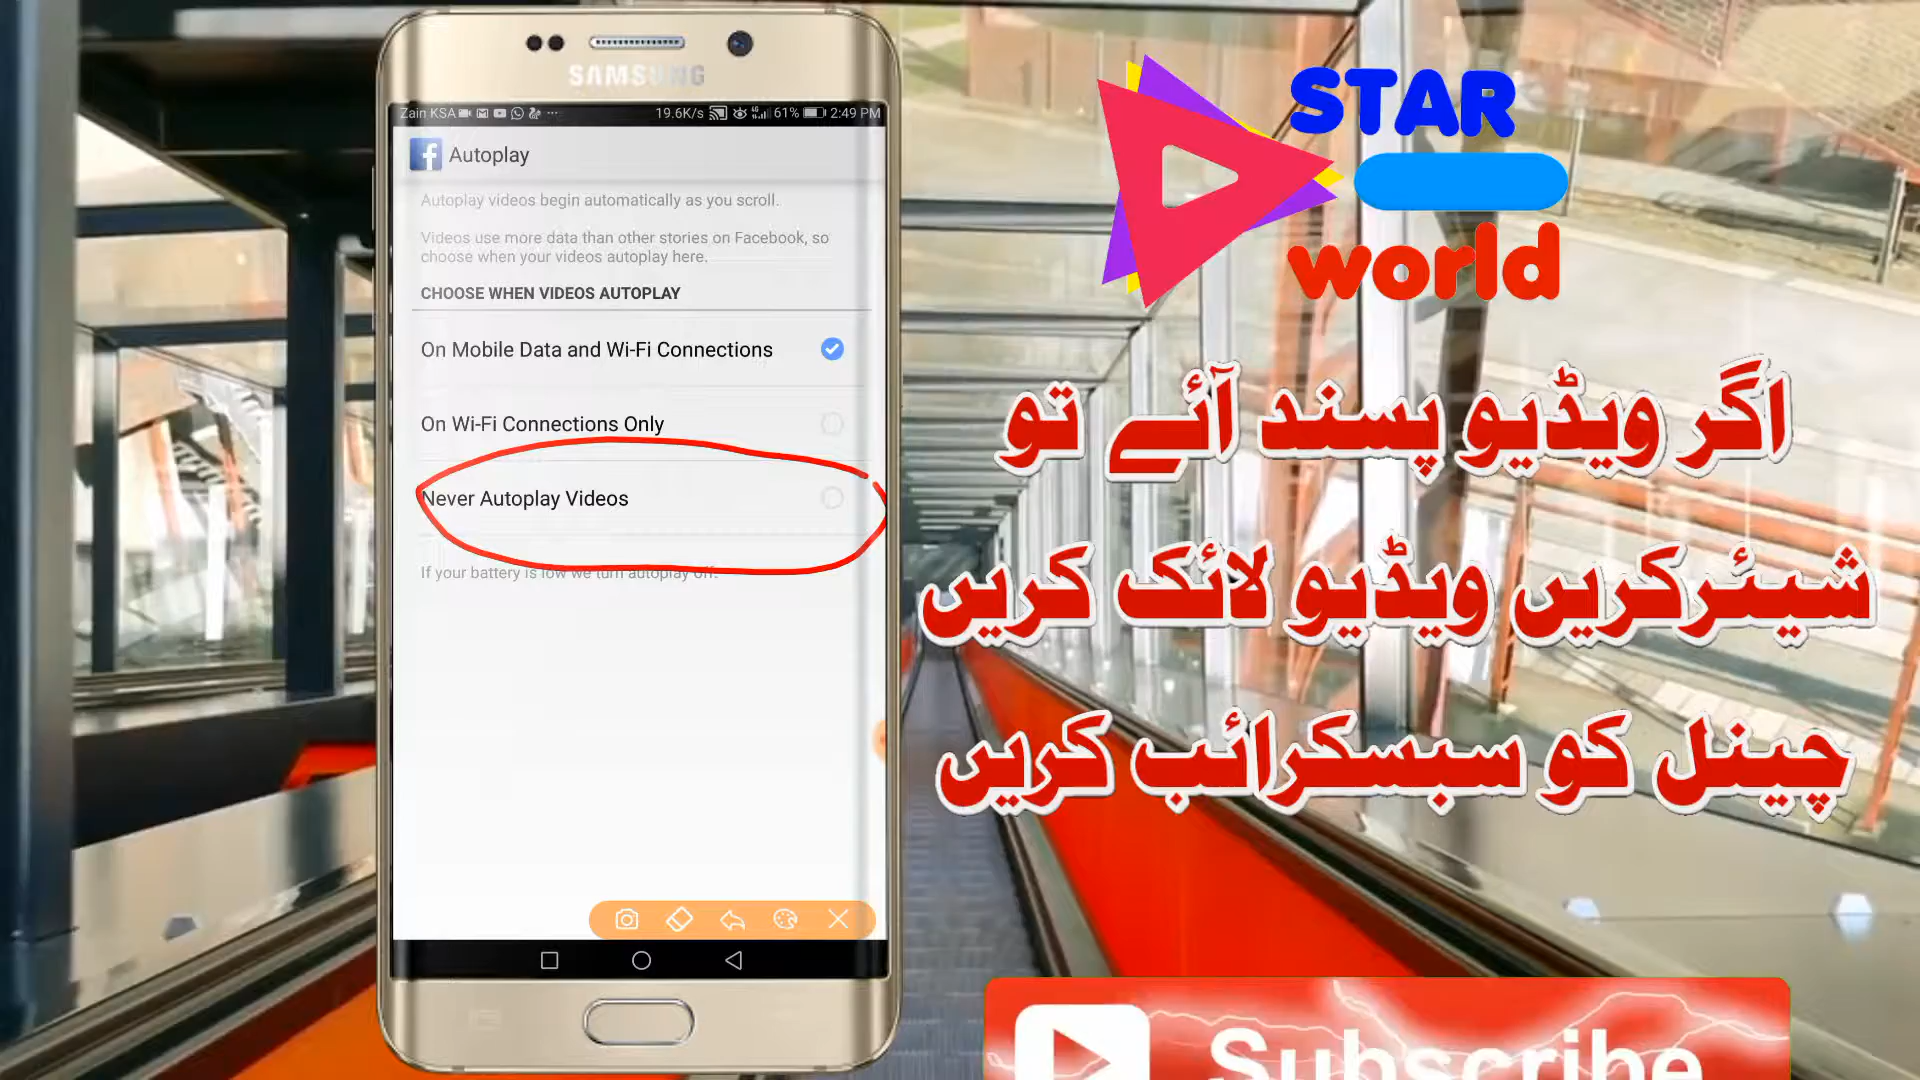 SAMSUNG
Zain KSA ... 19.6K/s 4G 61% 2:49 PM
Autoplay
Autoplay videos begin automatically as you scroll.
Videos use more data than other stories on Facebook, so
choose when your videos autoplay here.
CHOOSE WHEN VIDEOS AUTOPLAY
On Mobile Data and Wi-Fi Connections
On Wi-Fi Connections Only
Never Autoplay Videos
If your battery is low we turn autoplay off.
STAR
world
اگر ویڈیو پسند آئے تو
شیئرکریں ویڈیو لائک کریں
چینل کو سبسکرائب کریں
Subscribe